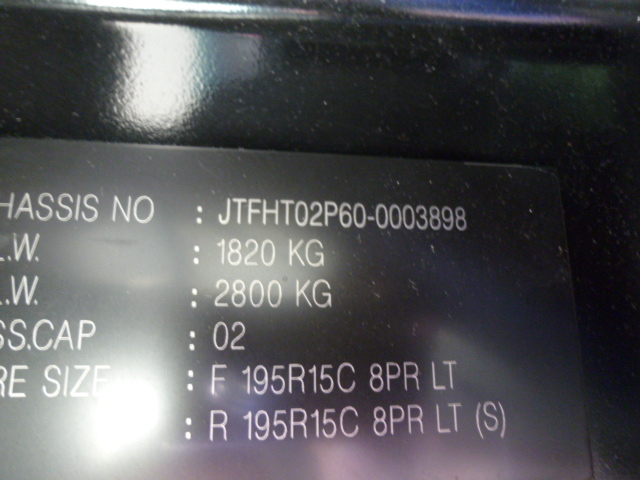 HASSIS NO : JTFHT02P60-0003898
.W. : 1820 KG
.W. : 2800 KG
SS.CAP : 02
RE SIZE : F 195R15C 8PR LT
: R 195R15C 8PR LT (S)